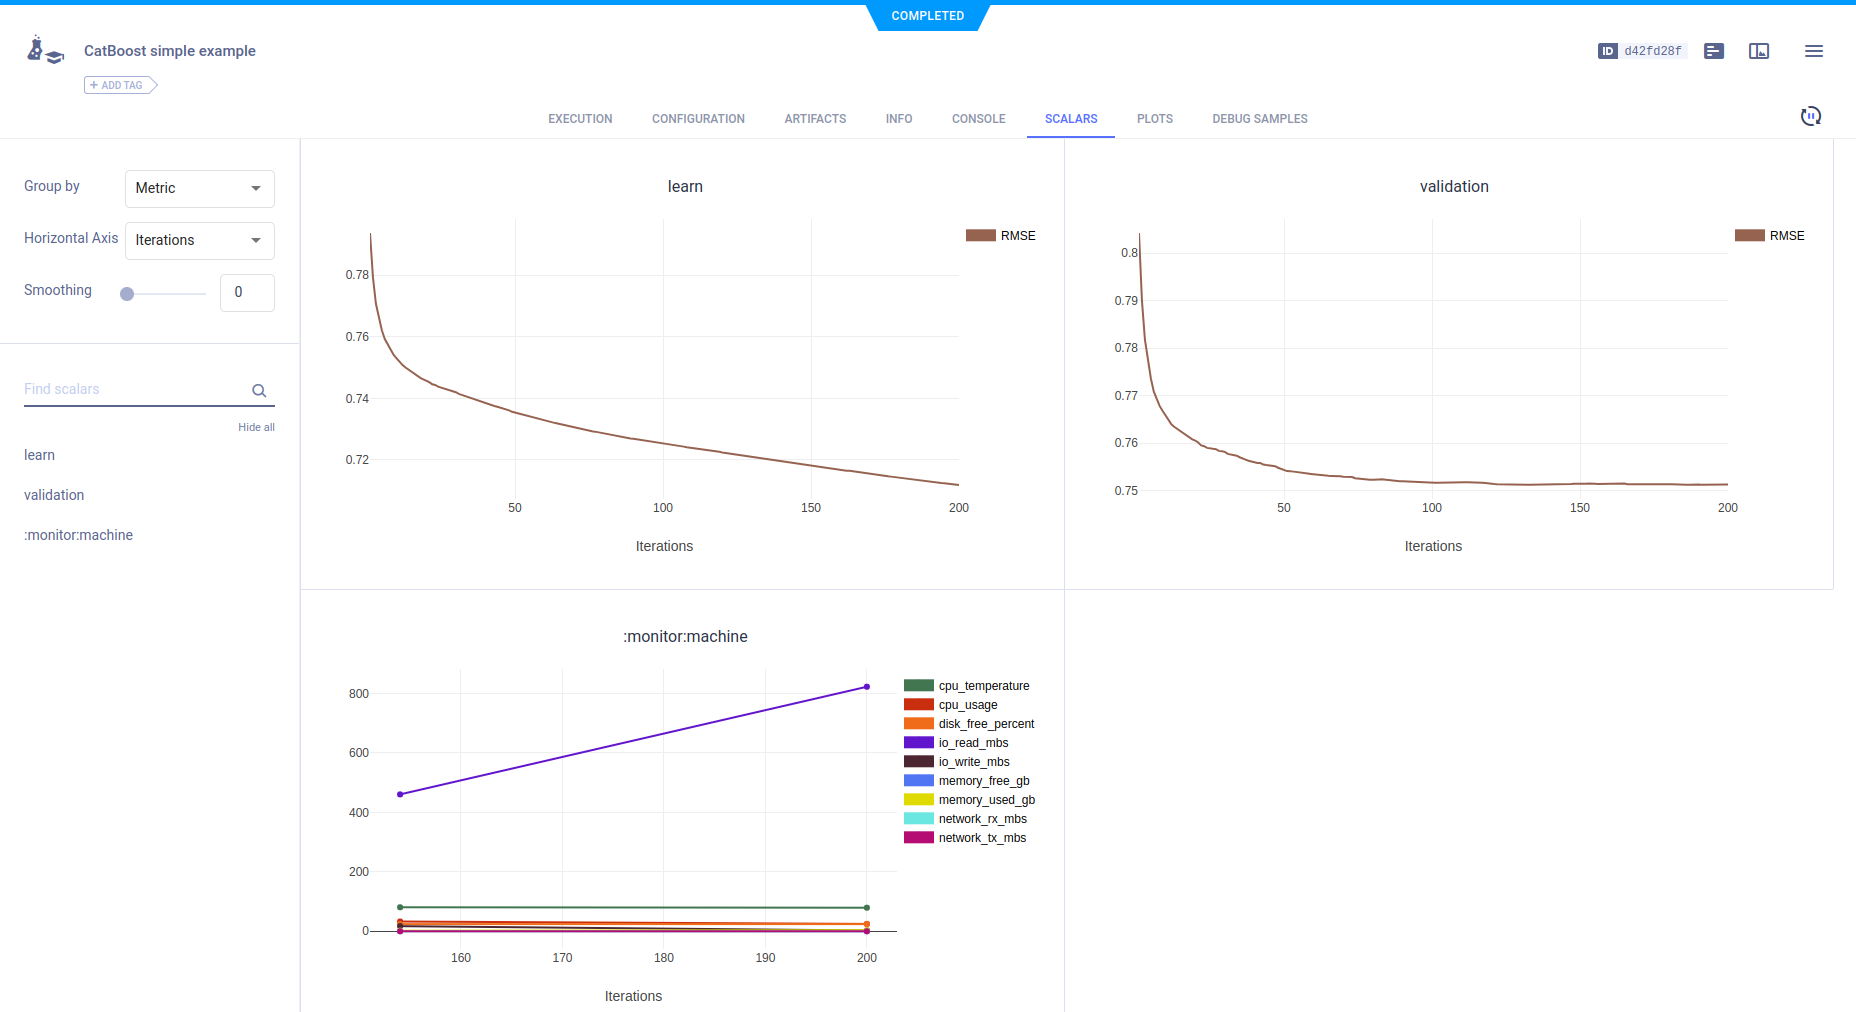 COMPLETED
CatBoost simple example
ID d42fd28f
+ ADD TAG
EXECUTION CONFIGURATION ARTIFACTS INFO CONSOLE SCALARS PLOTS DEBUG SAMPLES
Group by Metric
Horizontal Axis Iterations
Smoothing 0
Find scalars
Hide all
learn
validation
:monitor:machine
learn
RMSE
0.78
0.76
0.74
0.72
50 100 150 200
Iterations
validation
RMSE
0.8
0.79
0.78
0.77
0.76
0.75
50 100 150 200
Iterations
:monitor:machine
800
600
400
200
0
160 170 180 190 200
Iterations
cpu_temperature
cpu_usage
disk_free_percent
io_read_mbs
io_write_mbs
memory_free_gb
memory_used_gb
network_rx_mbs
network_tx_mbs